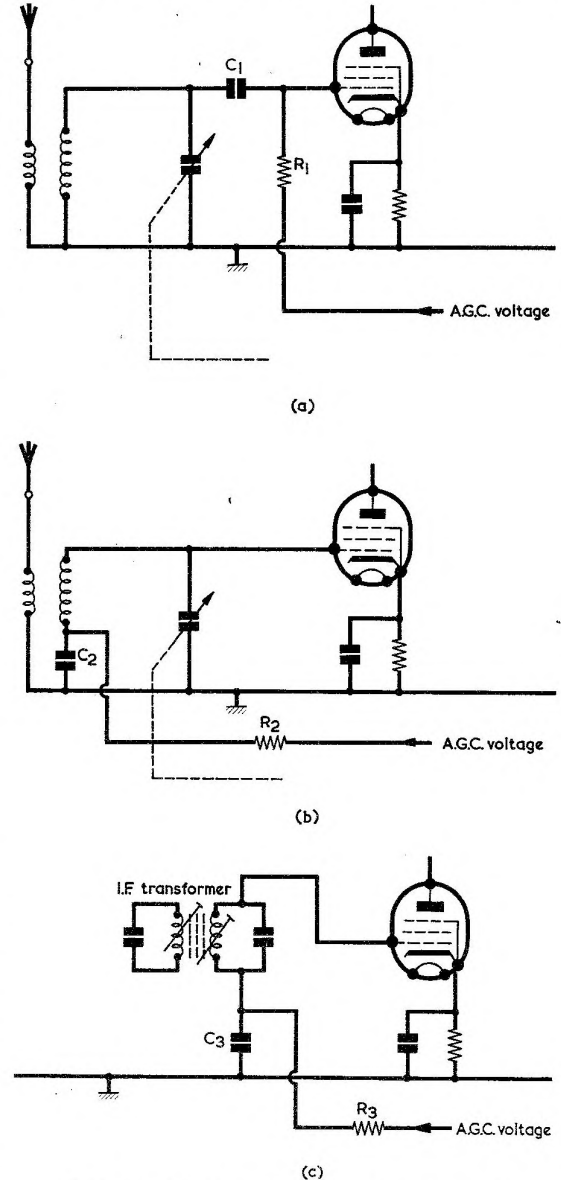 C1
R1
A.G.C. voltage
(a)
C2
R2
A.G.C. voltage
(b)
I.F. transformer
C3
R3
A.G.C. voltage
(c)